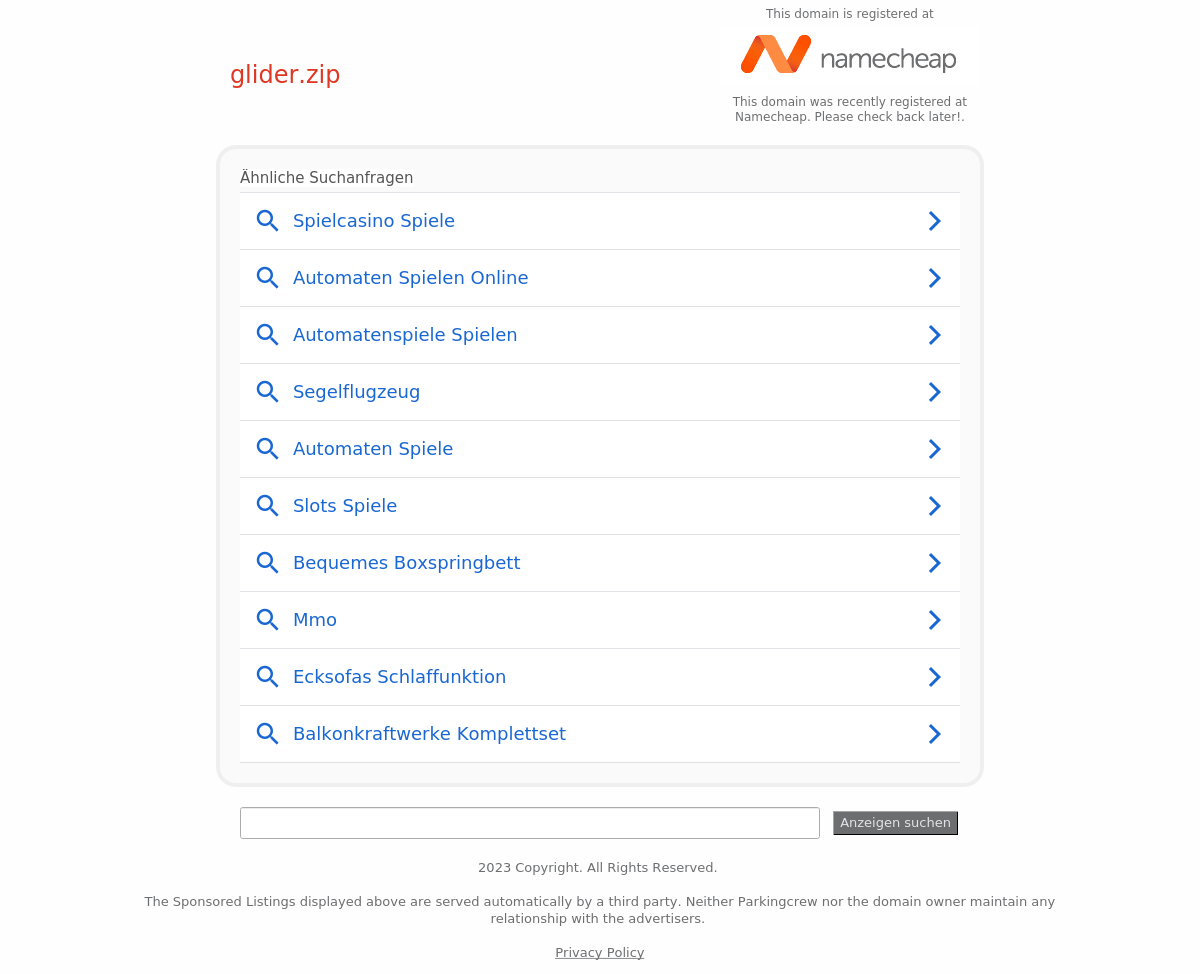 This domain is registered at
namecheap
glider.zip
This domain was recently registered at
Namecheap. Please check back later!.
Ähnliche Suchanfragen
Spielcasino Spiele
Automaten Spielen Online
Automatenspiele Spielen
Segelflugzeug
Automaten Spiele
Slots Spiele
Bequemes Boxspringbett
Mmo
Ecksofas Schlaffunktion
Balkonkraftwerke Komplettset
Anzeigen suchen
2023 Copyright. All Rights Reserved.
The Sponsored Listings displayed above are served automatically by a third party. Neither Parkingcrew nor the domain owner maintain any
relationship with the advertisers.
Privacy Policy